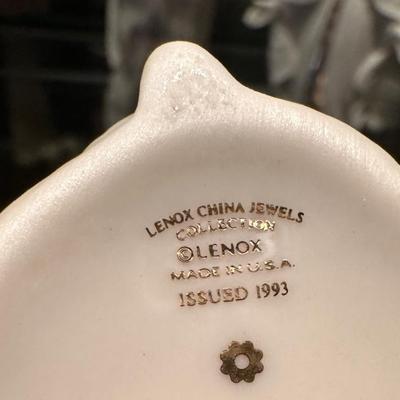 LENOX CHINA JEWELS
COLLECTION
©LENOX
MADE IN U.S.A.
ISSUED 1993